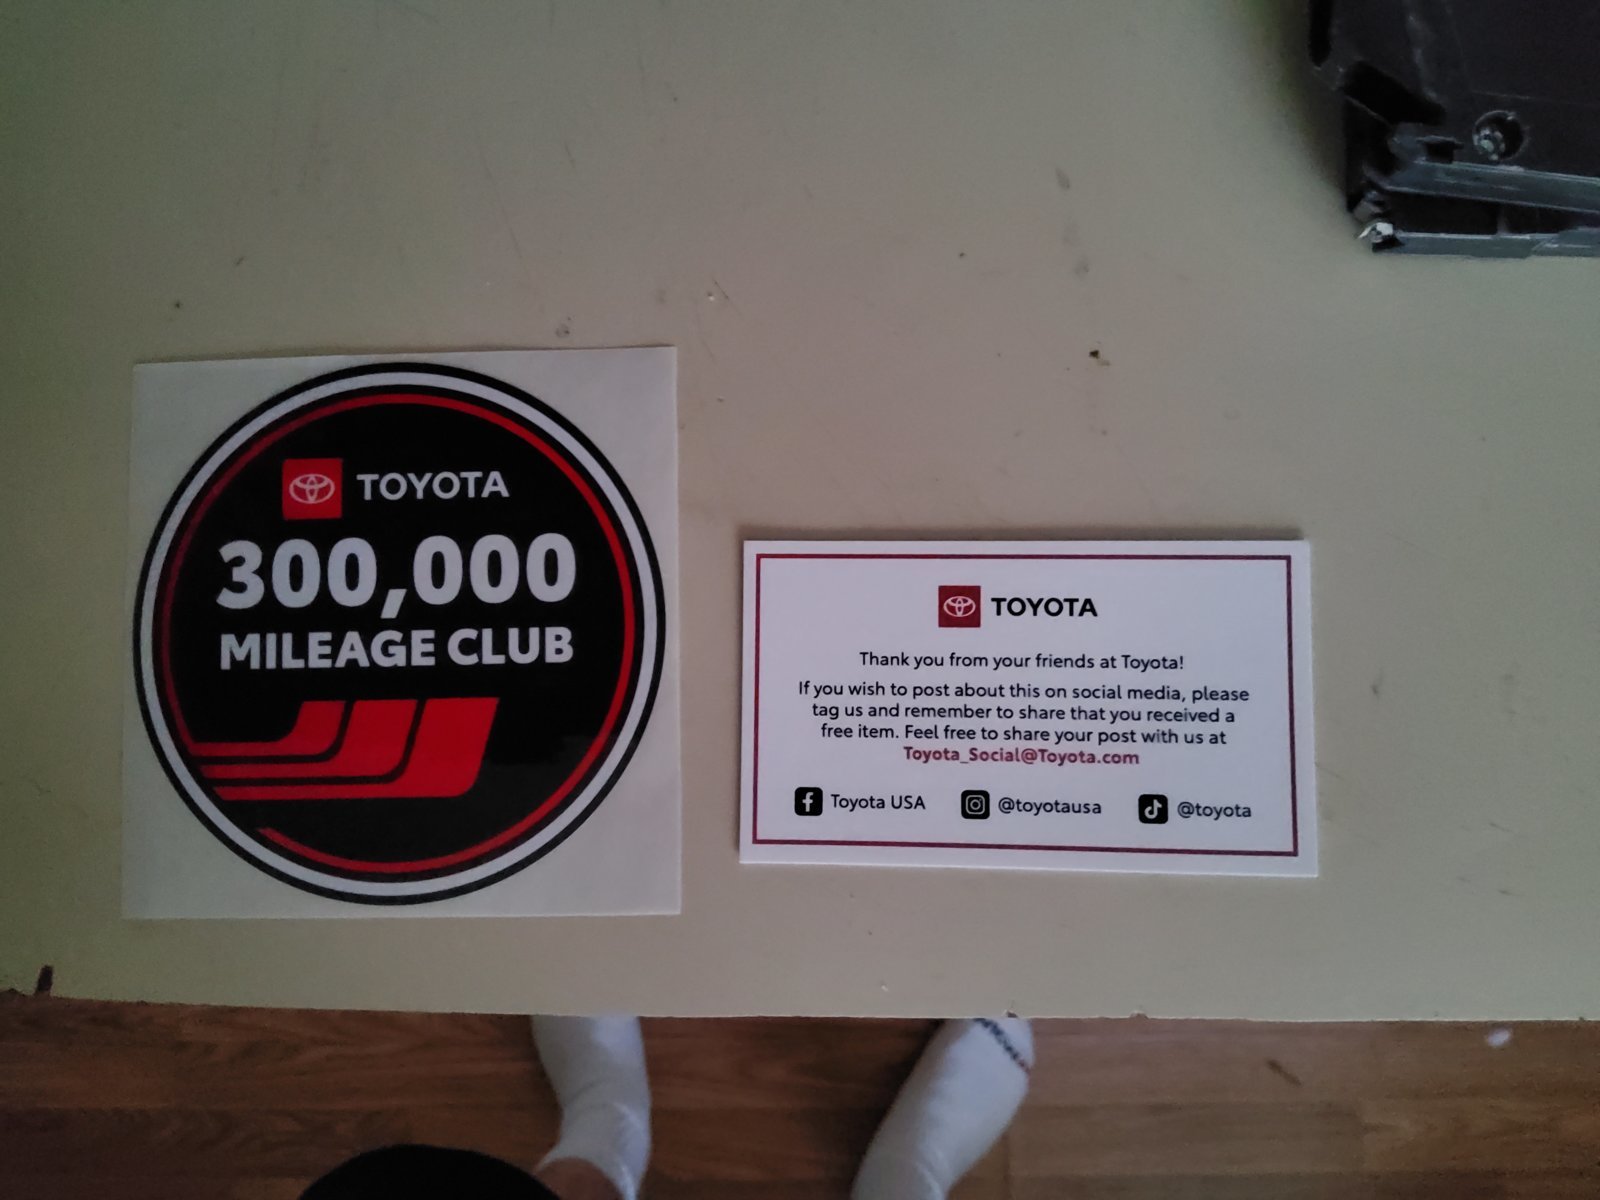 TOYOTA
300,000
MILEAGE CLUB
TOYOTA
Thank you from your friends at Toyota!
If you wish to post about this on social media, please
tag us and remember to share that you received a
free item. Feel free to share your post with us at
Toyota_Social@Toyota.com
Toyota USA @toyotausa @toyota